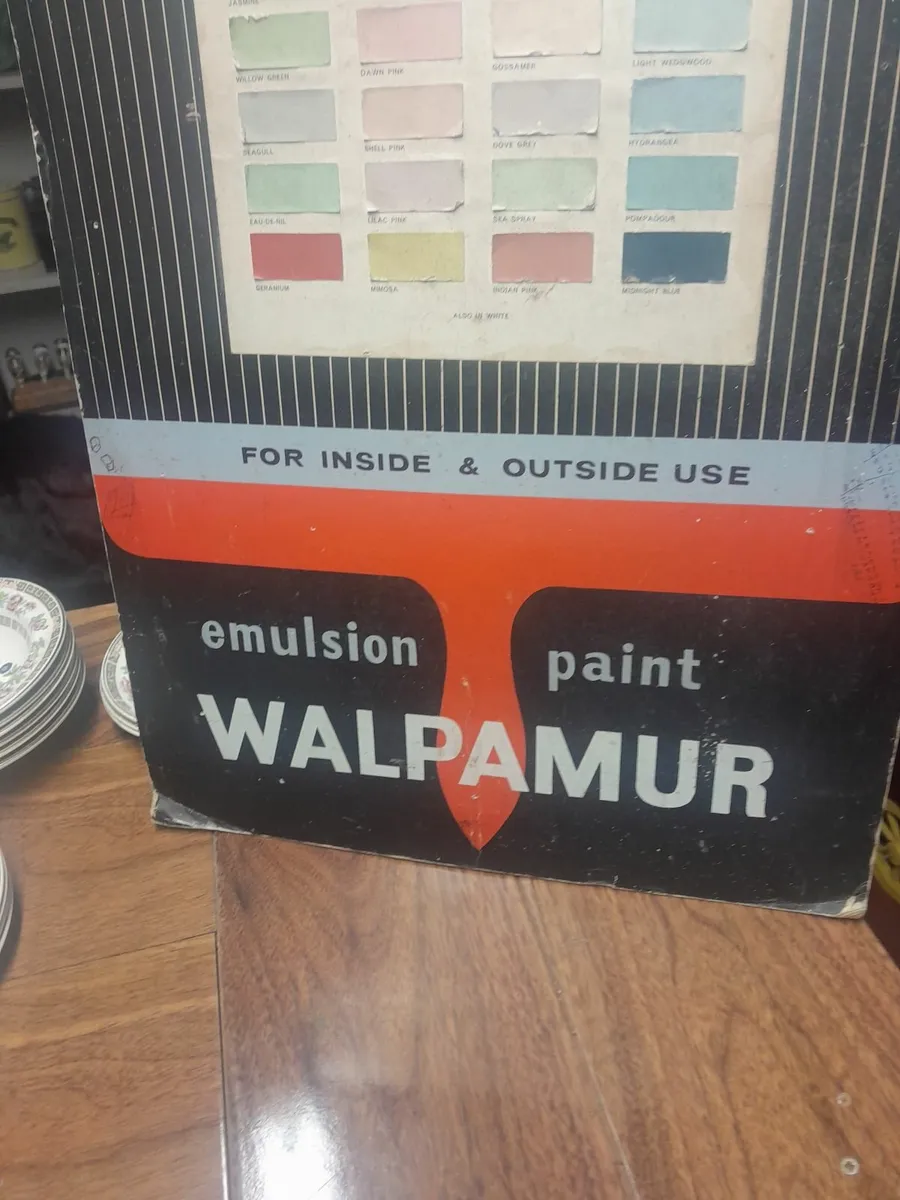 JASMINE
WILLOW GREEN DAWN PINK GOSSAMER LIGHT WEDGWOOD
SEAGULL SHELL PINK DOVE GREY HYDRANGEA
EAU-DE-NIL LILAC PINK SEA SPRAY POMPADOUR
GERANIUM MIMOSA INDIAN PINK MIDNIGHT BLUE
ALSO IN WHITE
FOR INSIDE & OUTSIDE USE
emulsion paint
WALPAMUR